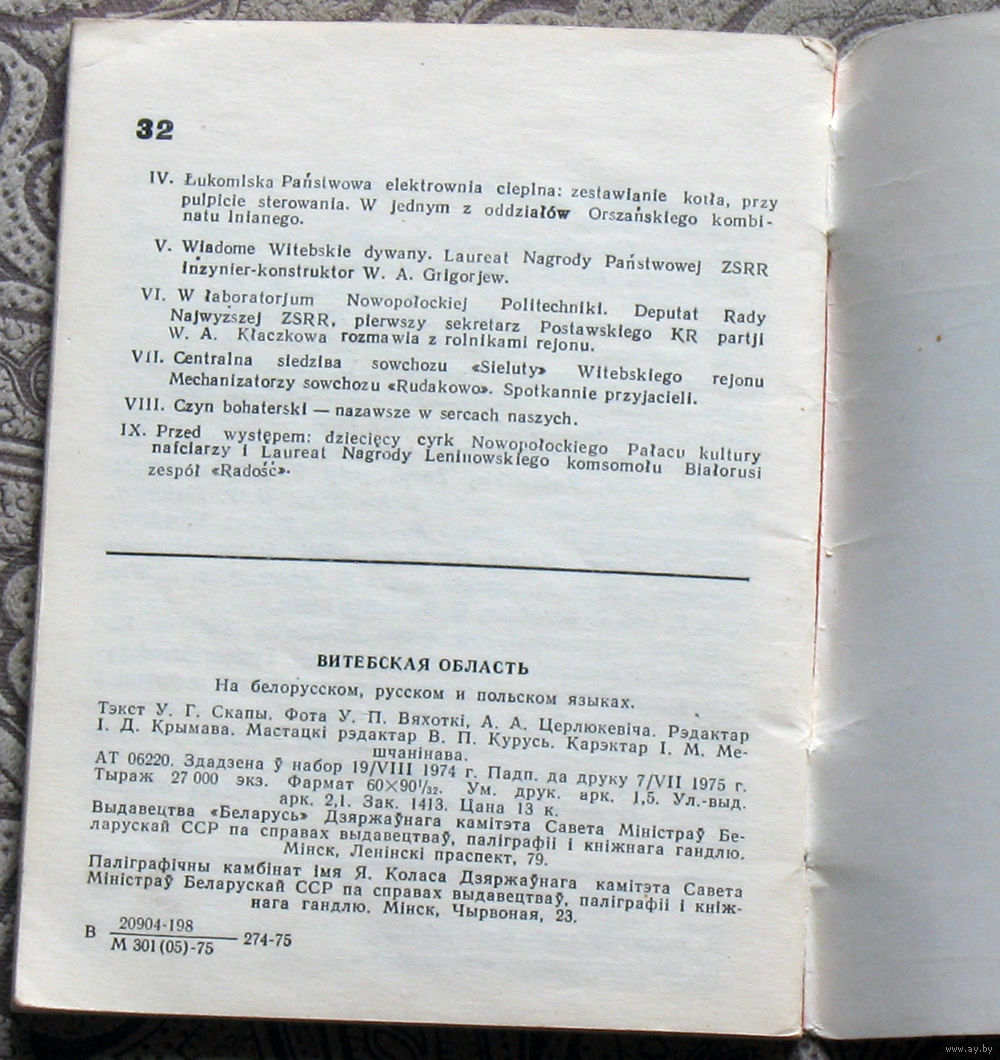 32
IV. Łukomlska Państwowa elektrownia cieplna: zestawianie kotła, przy
pulpicie sterowania. W jednym z oddziałów Orszańskiego kombi-
natu lnianego.
V. Wiadome Witebskie dywany. Laureat Nagrody Państwowej ZSRR
inżynier-konstruktor W. A. Grigorjew.
VI. W laboratorjum Nowopołockiej Politechniki. Deputat Rady
Najwyższej ZSRR, pierwszy sekretarz Postawskiego KR partji
W. A. Kłaczkowa rozmawia z rolnikami rejonu.
VII. Centralna siedziba sowchozu «Sieluty» Witebskiego rejonu
Mechanizatorzy sowchozu «Rudakowo». Spotkannie przyjacieli.
VIII. Czyn bohaterski — nazawsze w sercach naszych.
IX. Przed występem: dziecięcy cyrk Nowopołockiego Pałacu kultury
nafciarzy i Laureat Nagrody Leninowskiego komsomołu Białorusi
zespół «Radość».
ВИТЕБСКАЯ ОБЛАСТЬ
На белорусском, русском и польском языках.
Тэкст У. Г. Скапы. Фота У. П. Вяхоткі, А. А. Церлюкевіча. Рэдактар
І. Д. Крымава. Мастацкі рэдактар В. П. Курусь. Карэктар І. М. Ме-
шчанінава.
АТ 06220. Здадзена ў набор 19/VIII 1974 г. Падп. да друку 7/VII 1975 г.
Тыраж 27 000 экз. Фармат 60×90¹/₃₂. Ум. друк. арк. 1,5. Ул.-выд.
арк. 2,1. Зак. 1413. Цана 13 к.
Выдавецтва «Беларусь» Дзяржаўнага камітэта Савета Міністраў Бе-
ларускай ССР па справах выдавецтваў, паліграфіі і кніжнага гандлю.
Мінск, Ленінскі праспект, 79.
Паліграфічны камбінат імя Я. Коласа Дзяржаўнага камітэта Савета
Міністраў Беларускай ССР па справах выдавецтваў, паліграфіі і кніж-
нага гандлю. Мінск, Чырвоная, 23.
В 20904-198
М 301(05)-75 274-75
www.ay.by